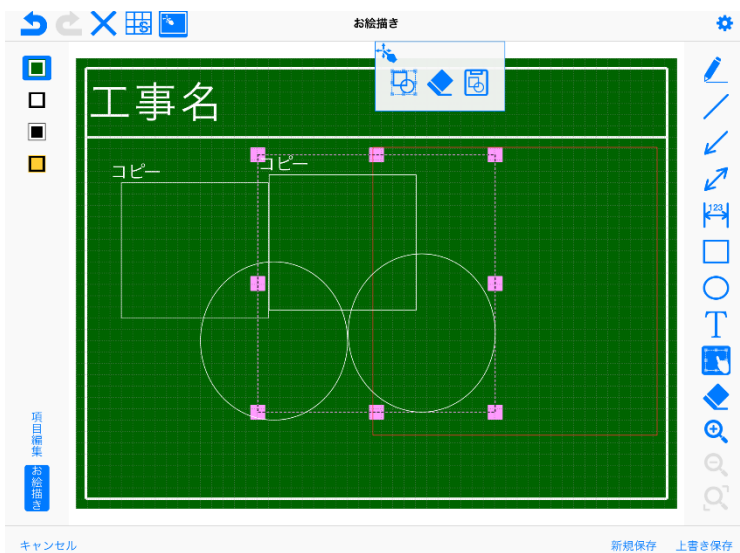 お絵描き
工事名
コピー
コピー
123
T
項目編集
お絵描き
キャンセル
新規保存
上書き保存